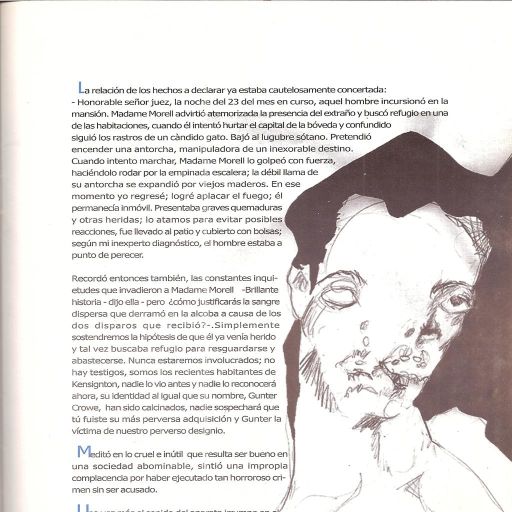 La relación de los hechos a declarar ya estaba cautelosamente concertada:
- Honorable señor juez, la noche del 23 del mes en curso, aquel hombre incursionó en la
mansión. Madame Morell advirtió atemorizada la presencia del extraño y buscó refugio en una
de las habitaciones, cuando él intentó hurtar el capital de la bóveda y confundido
siguió los rastros de un càndido gato. Bajó al lugubre sótano. Pretendió
encender una antorcha, manipuladora de un inexorable destino.
Cuando intento marchar, Madame Morell lo golpeó con fuerza,
haciéndolo rodar por la empinada escalera; la débil llama de
su antorcha se expandió por viejos maderos. En ese
momento yo regresé; logré aplacar el fuego; él
permanecía inmóvil. Presentaba graves quemaduras
y otras heridas; lo atamos para evitar posibles
reacciones, fue llevado al patio y cubierto con bolsas;
según mi inexperto diagnóstico, el hombre estaba a
punto de perecer.
Recordó entonces también, las constantes inqui-
etudes que invadieron a Madame Morell -Brillante
historia - dijo ella - pero ¿cómo justificarás la sangre
dispersa que derramó en la alcoba a causa de los
dos disparos que recibió?-.Simplemente
sostendremos la hipótesis de que él ya venía herido
y tal vez buscaba refugio para resguardarse y
abastecerse. Nunca estaremos involucrados; no
hay testigos, somos los recientes habitantes de
Kensignton, nadie lo vio antes y nadie lo reconocerá
ahora, su identidad al igual que su nombre, Gunter
Crowe, han sido calcinados, nadie sospechará que
tú fuiste su más perversa adquisición y Gunter la
víctima de nuestro perverso designio.
Meditó en lo cruel e inútil que resulta ser bueno en
una sociedad abominable, sintió una impropia
complacencia por haber ejecutado tan horroroso cri-
men sin ser acusado.